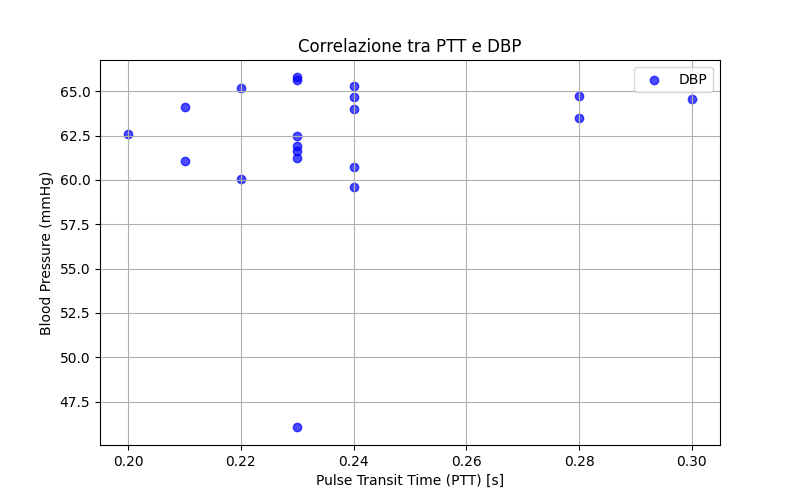 Correlazione tra PTT e DBP
DBP
Blood Pressure (mmHg)
65.0
62.5
60.0
57.5
55.0
52.5
50.0
47.5
0.20 0.22 0.24 0.26 0.28 0.30
Pulse Transit Time (PTT) [s]